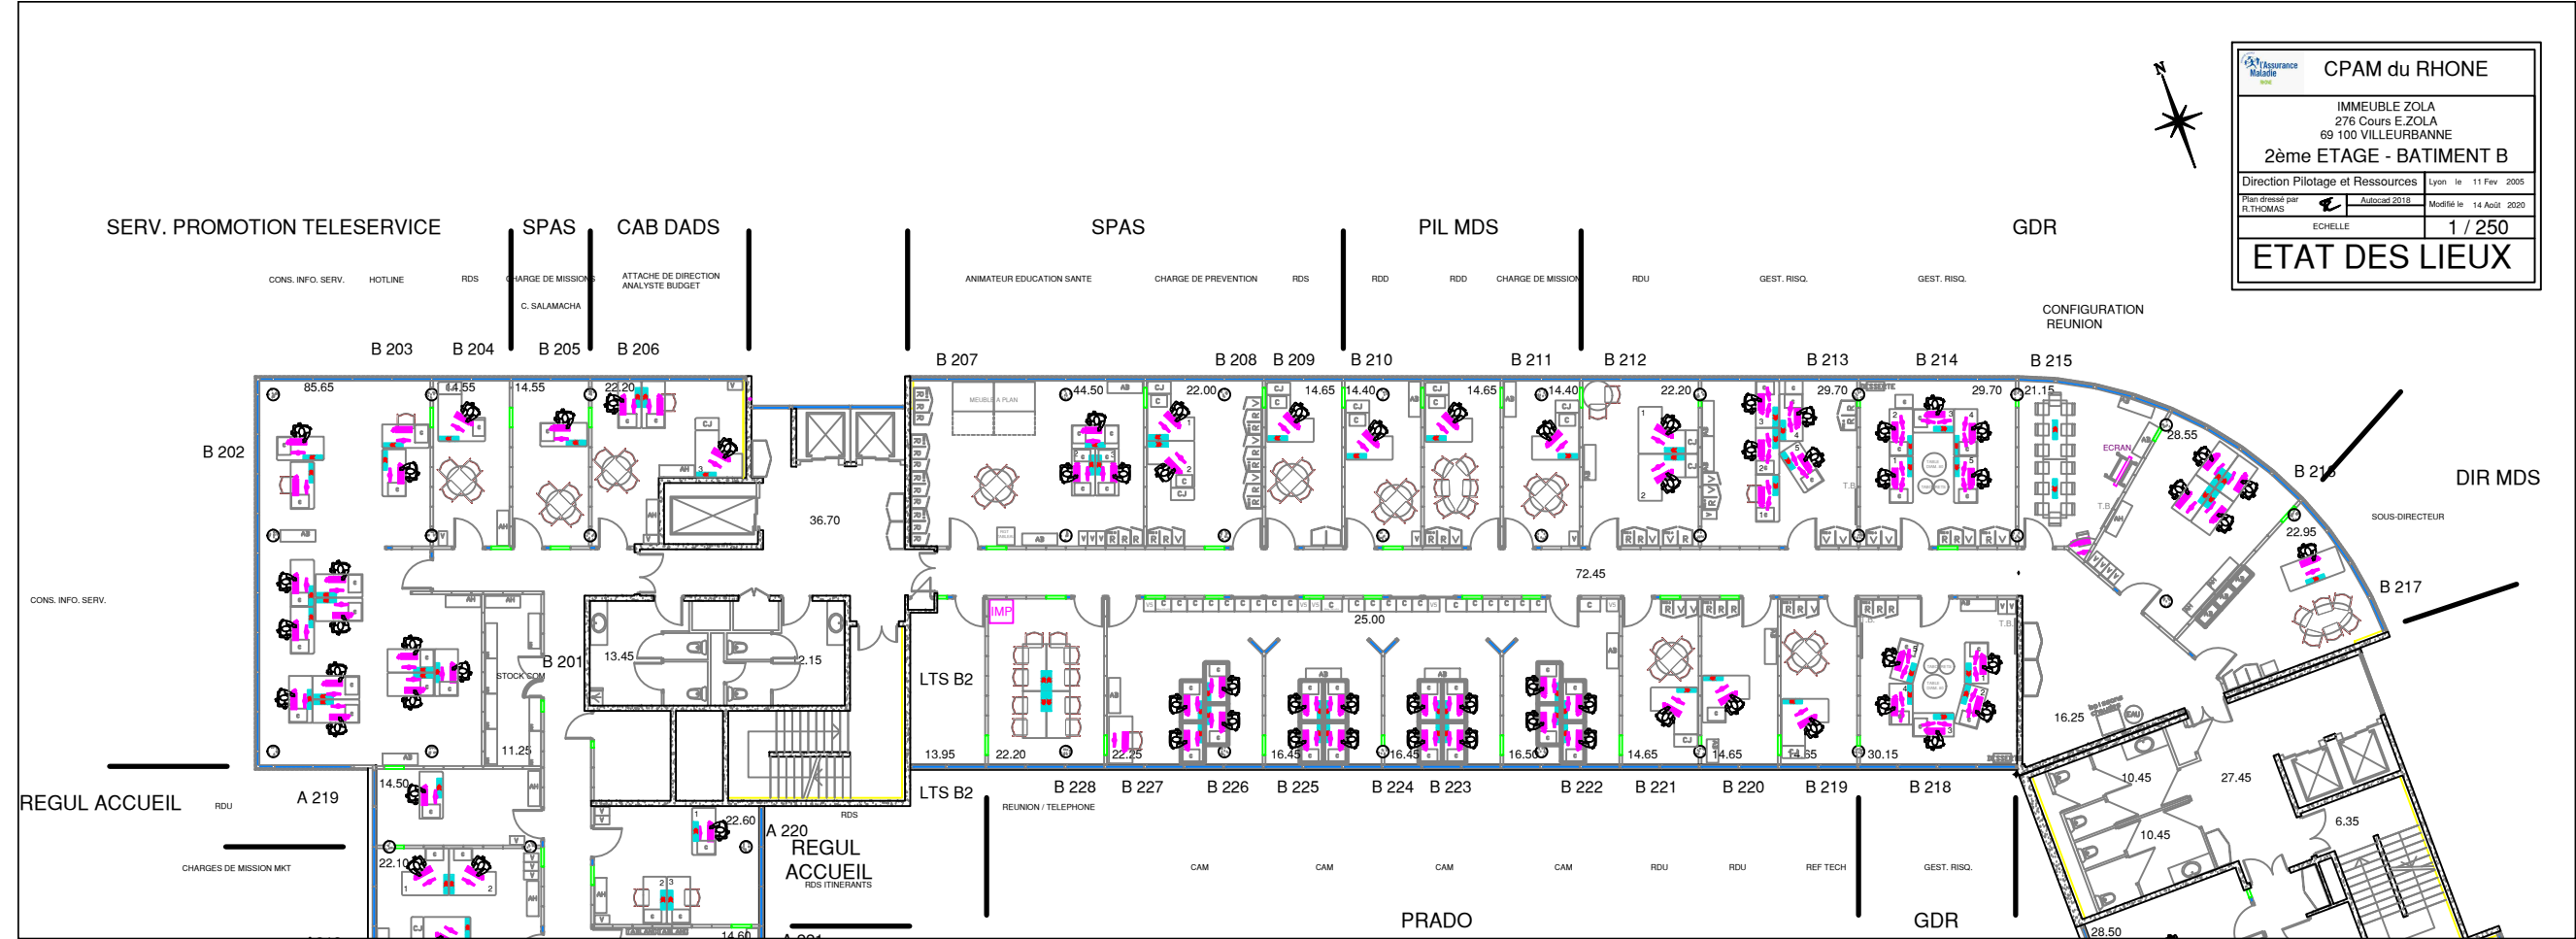 l'Assurance
Maladie
CPAM du RHONE
IMMEUBLE ZOLA
276 Cours E.ZOLA
69 100 VILLEURBANNE
2ème ETAGE - BATIMENT B
Direction Pilotage et Ressources
Lyon le 11 Fev 2005
Plan dressé par
R.THOMAS
Autocad 2018
Modifié le 14 Août 2020
ECHELLE
1 / 250
ETAT DES LIEUX
N
SERV. PROMOTION TELESERVICE
SPAS
CAB DADS
SPAS
PIL MDS
GDR
CONS. INFO. SERV.
HOTLINE
RDS
CHARGE DE MISSIONS
C. SALAMACHA
ATTACHE DE DIRECTION
ANALYSTE BUDGET
ANIMATEUR EDUCATION SANTE
CHARGE DE PREVENTION
RDS
RDD
RDD
CHARGE DE MISSION
RDU
GEST. RISQ.
GEST. RISQ.
CONFIGURATION
REUNION
B 203
B 204
B 205
B 206
B 207
B 208
B 209
B 210
B 211
B 212
B 213
B 214
B 215
85.65
14.55
14.55
22.20
44.50
22.00
14.65
14.40
14.65
14.40
22.20
29.70
29.70
21.15
MEUBLE A PLAN
B 202
ECRAN
28.55
B 216
DIR MDS
SOUS-DIRECTEUR
36.70
22.95
72.45
B 217
CONS. INFO. SERV.
IMP
25.00
B 201
STOCK COM
13.45
2.15
LTS B2
16.25
EAU
11.25
13.95
22.20
22.25
16.45
16.45
16.50
14.65
14.65
14.65
30.15
REGUL ACCUEIL
RDU
A 219
14.50
LTS B2
B 228
B 227
B 226
B 225
B 224
B 223
B 222
B 221
B 220
B 219
B 218
REUNION / TELEPHONE
10.45
27.45
6.35
10.45
22.60
A 220
RDS
REGUL
ACCUEIL
RDS ITINERANTS
CHARGES DE MISSION MKT
22.10
CAM
CAM
CAM
CAM
RDU
RDU
REF TECH
GEST. RISQ.
PRADO
GDR
14.60
28.50